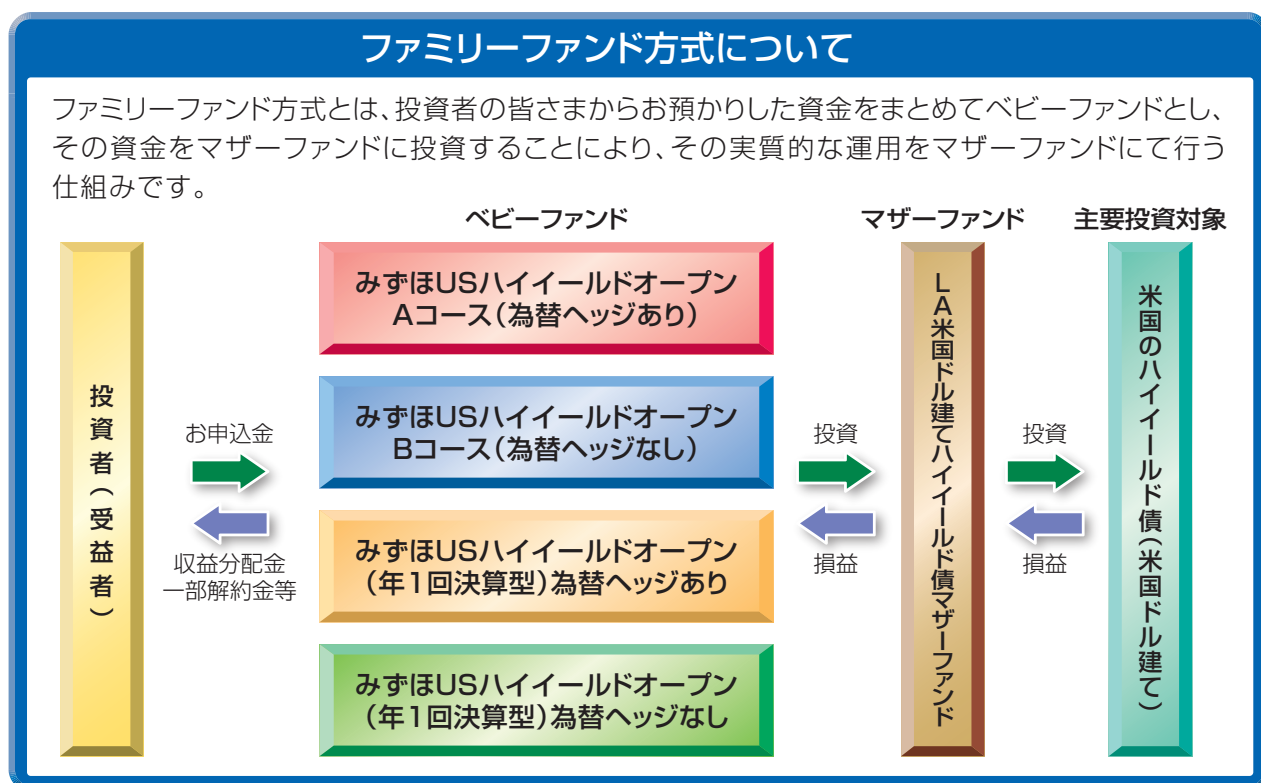 ファミリーファンド方式について
ファミリーファンド方式とは、投資者の皆さまからお預かりした資金をまとめてベビーファンドとし、
その資金をマザーファンドに投資することにより、その実質的な運用をマザーファンドにて行う
仕組みです。
ベビーファンド
マザーファンド
主要投資対象
投資者(受益者)
お申込金
収益分配金
一部解約金等
みずほUSハイイールドオープン
Aコース(為替ヘッジあり)
みずほUSハイイールドオープン
Bコース(為替ヘッジなし)
みずほUSハイイールドオープン
(年1回決算型)為替ヘッジあり
みずほUSハイイールドオープン
(年1回決算型)為替ヘッジなし
投資
損益
LA米国ドル建てハイイールド債マザーファンド
投資
損益
米国のハイイールド債(米国ドル建て)